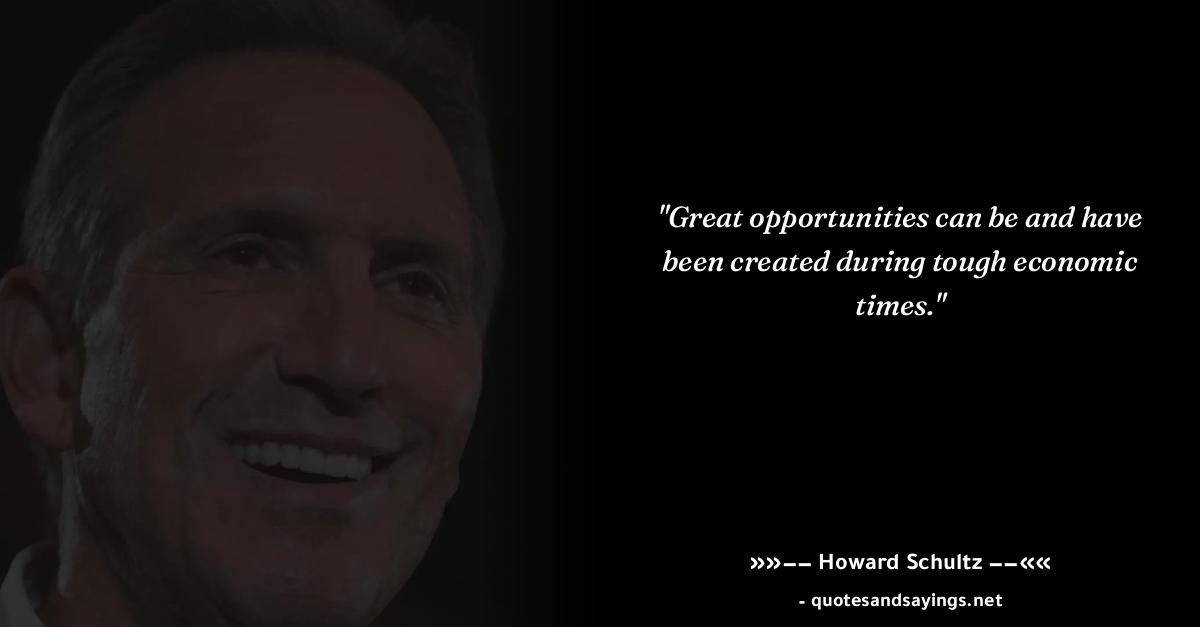 "Great opportunities can be and have
been created during tough economic
times."
»»−− Howard Schultz −−««
- quotesandsayings.net